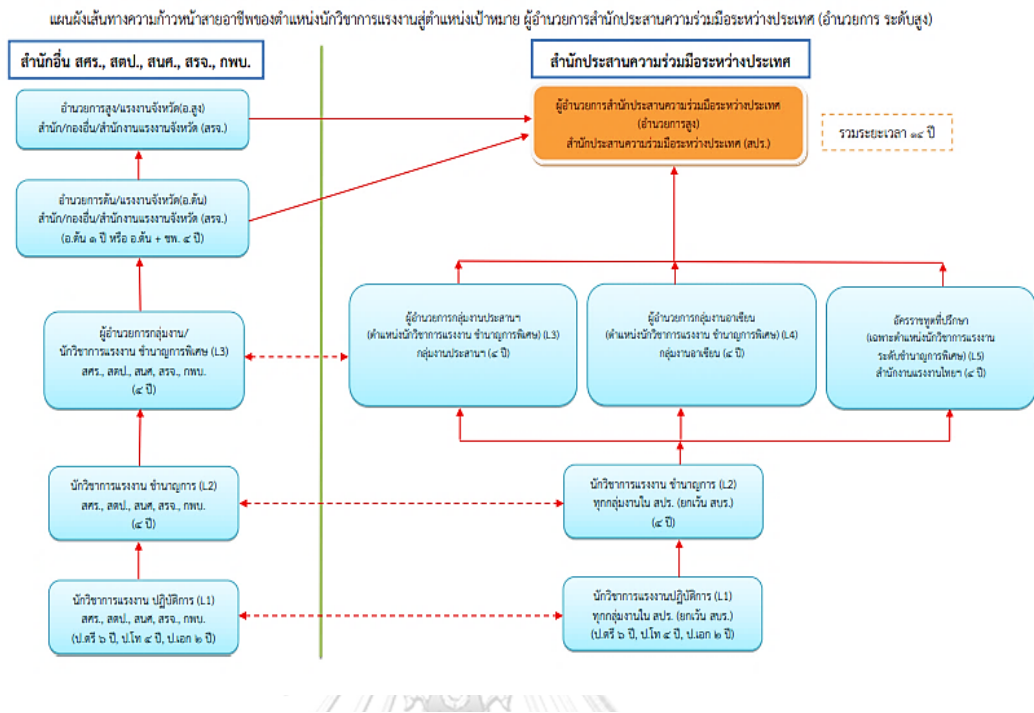 แผนผังเส้นทางความก้าวหน้าสายอาชีพของตำแหน่งนักวิชาการแรงงานสู่ตำแหน่งเป้าหมาย ผู้อำนวยการสำนักประสานความร่วมมือระหว่างประเทศ (อำนวยการ ระดับสูง)
สำนักอื่น สศร., สตป., สนศ., สรจ., กพบ.
สำนักประสานความร่วมมือระหว่างประเทศ
อำนวยการสูง/แรงงานจังหวัด(อ.สูง)
สำนัก/กองอื่น/สำนักงานแรงงานจังหวัด (สรจ.)
ผู้อำนวยการสำนักประสานความร่วมมือระหว่างประเทศ
(อำนวยการสูง)
สำนักประสานความร่วมมือระหว่างประเทศ (สปร.)
รวมระยะเวลา ๑๔ ปี
อำนวยการต้น/แรงงานจังหวัด(อ.ต้น)
สำนัก/กองอื่น/สำนักงานแรงงานจังหวัด (สรจ.)
(อ.ต้น ๑ ปี หรือ อ.ต้น + ชพ. ๔ ปี)
ผู้อำนวยการกลุ่มงาน/
นักวิชาการแรงงาน ชำนาญการพิเศษ (L3)
สศร., สตป., สนศ, สรจ., กพบ.
(๔ ปี)
ผู้อำนวยการกลุ่มงานประสานฯ
(ตำแหน่งนักวิชาการแรงงาน ชำนาญการพิเศษ) (L3)
กลุ่มงานประสานฯ (๔ ปี)
ผู้อำนวยการกลุ่มงานอาเซียน
(ตำแหน่งนักวิชาการแรงงาน ชำนาญการพิเศษ) (L4)
กลุ่มงานอาเซียน (๔ ปี)
อัครราชทูตที่ปรึกษา
(เฉพาะตำแหน่งนักวิชาการแรงงาน
ระดับชำนาญการพิเศษ) (L5)
สำนักงานแรงงานไทยฯ (๔ ปี)
นักวิชาการแรงงาน ชำนาญการ (L2)
สศร., สตป., สนศ, สรจ., กพบ.
(๔ ปี)
นักวิชาการแรงงาน ชำนาญการ (L2)
ทุกกลุ่มงานใน สปร. (ยกเว้น สบร.)
(๔ ปี)
นักวิชาการแรงงาน ปฏิบัติการ (L1)
สศร., สตป., สนศ, สรจ., กพบ.
(ป.ตรี ๖ ปี, ป.โท ๔ ปี, ป.เอก ๒ ปี)
นักวิชาการแรงงานปฏิบัติการ (L1)
ทุกกลุ่มงานใน สปร. (ยกเว้น สบร.)
(ป.ตรี ๖ ปี, ป.โท ๔ ปี, ป.เอก ๒ ปี)